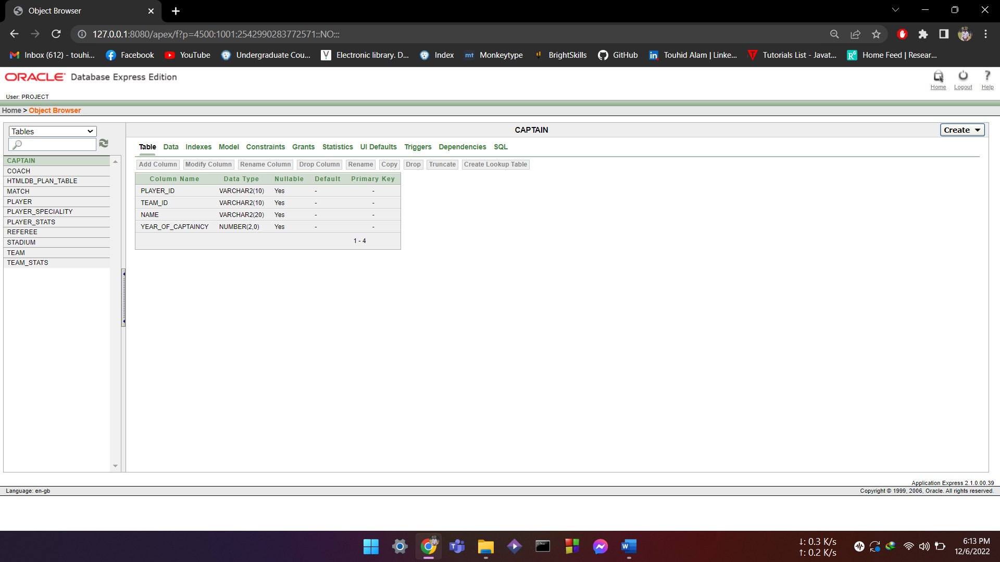 Object Browser
127.0.0.1:8080/apex/f?p=4500:1001:2542990283772571::NO:::
Inbox (612) - touhi... Facebook YouTube Undergraduate Cou... Electronic library. D... Index mt Monkeytype BrightSkills GitHub Touhid Alam | Linke... Tutorials List - Javat... Home Feed | Resear...
ORACLE Database Express Edition
Home Logout Help
User: PROJECT
Home > Object Browser
Tables
CAPTAIN
Create
Table Data Indexes Model Constraints Grants Statistics UI Defaults Triggers Dependencies SQL
CAPTAIN
COACH
HTMLDB_PLAN_TABLE
MATCH
PLAYER
PLAYER_SPECIALITY
PLAYER_STATS
REFEREE
STADIUM
TEAM
TEAM_STATS
Add Column Modify Column Rename Column Drop Column Rename Copy Drop Truncate Create Lookup Table
Column Name Data Type Nullable Default Primary Key
PLAYER_ID VARCHAR2(10) Yes - -
TEAM_ID VARCHAR2(10) Yes - -
NAME VARCHAR2(20) Yes - -
YEAR_OF_CAPTAINCY NUMBER(2,0) Yes - -
1 - 4
Application Express 2.1.0.00.39
Language: en-gb
Copyright © 1999, 2006, Oracle. All rights reserved.
↓: 0.3 K/s
↑: 0.2 K/s
6:13 PM
12/6/2022